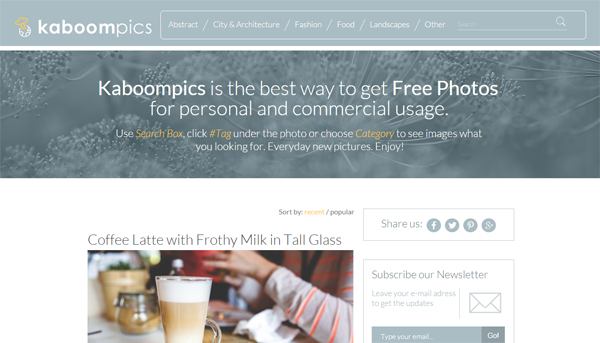 kaboompics
Abstract / City & Architecture / Fashion / Food / Landscapes / Other
Search
Kaboompics is the best way to get Free Photos
for personal and commercial usage.
Use Search Box, click #Tag under the photo or choose Category to see images what
you looking for. Everyday new pictures. Enjoy!
Sort by: recent / popular
Share us:
Coffee Latte with Frothy Milk in Tall Glass
Subscribe our Newsletter
Leave your e-mail adress
to get the updates
Type your email...
Go!